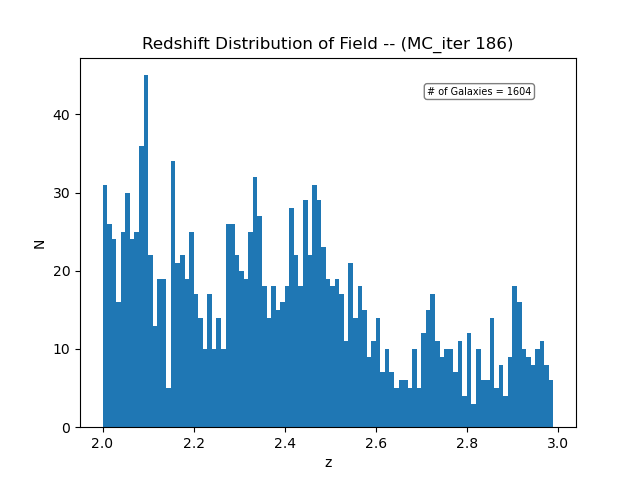 Redshift Distribution of Field -- (MC_iter 186)
# of Galaxies = 1604
40
30
20
10
0
N
2.0 2.2 2.4 2.6 2.8 3.0
z